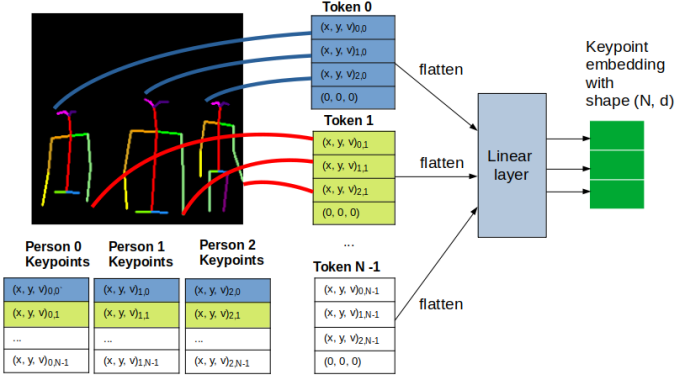 Token 0
(x, y, v)0,0
(x, y, v)1,0
(x, y, v)2,0
(0, 0, 0)
flatten
Token 1
(x, y, v)0,1
(x, y, v)1,1
(x, y, v)2,1
(0, 0, 0)
flatten
...
Token N -1
(x, y, v)0,N-1
(x, y, v)1,N-1
(x, y, v)2,N-1
(0, 0, 0)
flatten
Linear
layer
Keypoint
embedding
with
shape (N, d)
Person 0
Keypoints
(x, y, v)0,0
(x, y, v)0,1
...
(x, y, v)0,N-1
Person 1
Keypoints
(x, y, v)1,0
(x, y, v)1,1
...
(x, y, v)1,N-1
Person 2
Keypoints
(x, y, v)2,0
(x, y, v)2,1
...
(x, y, v)2,N-1